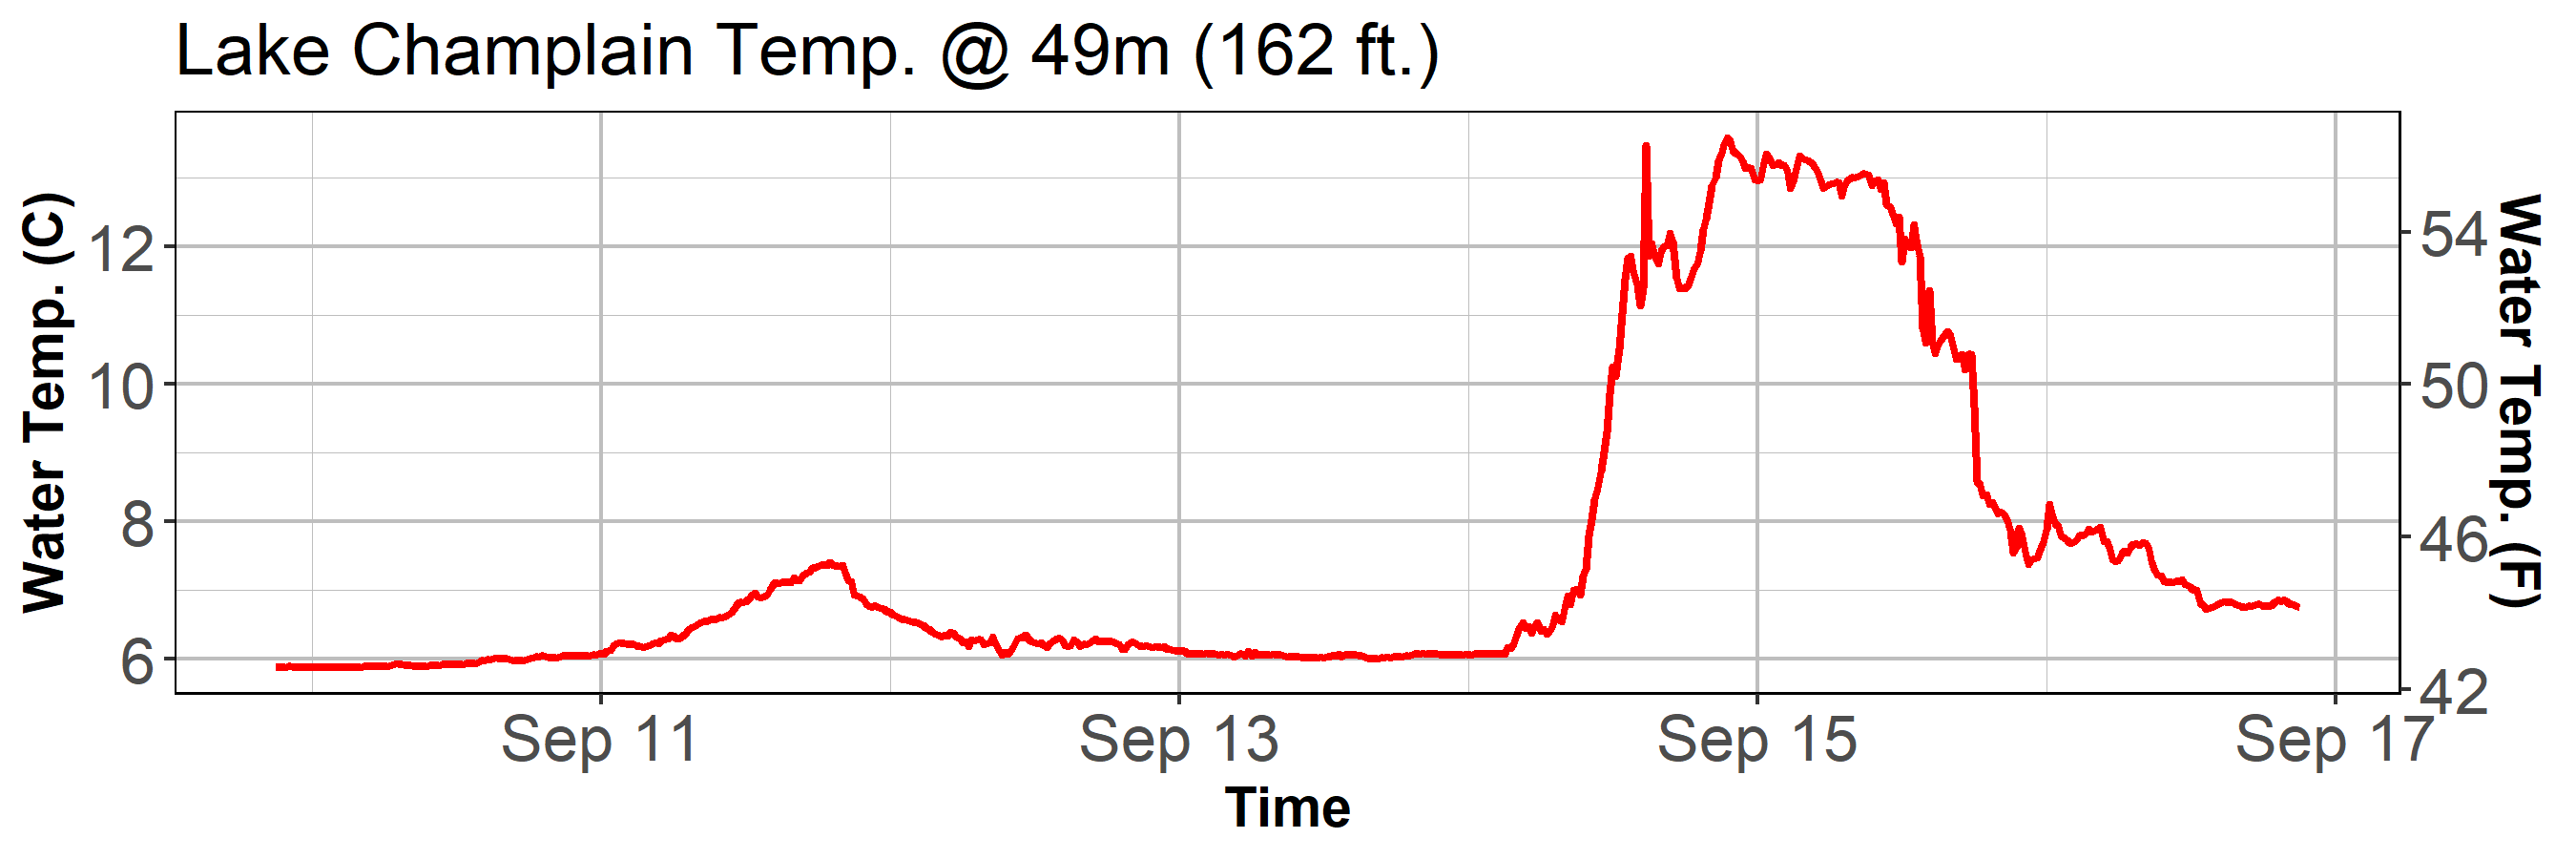 Lake Champlain Temp. @ 49m (162 ft.)
Water Temp. (C)
12
10
8
6
54
50
46
42
Water Temp. (F)
Sep 11
Sep 13
Sep 15
Sep 17
Time